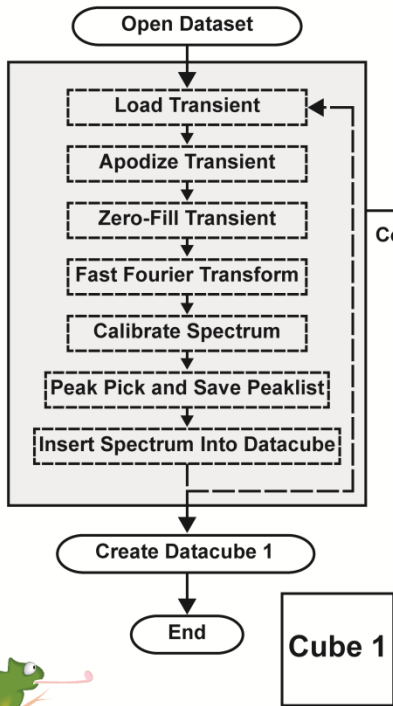 Open Dataset
Load Transient
Apodize Transient
Zero-Fill Transient
Fast Fourier Transform
Calibrate Spectrum
Peak Pick and Save Peaklist
Insert Spectrum Into Datacube
Create Datacube 1
End
Cube 1